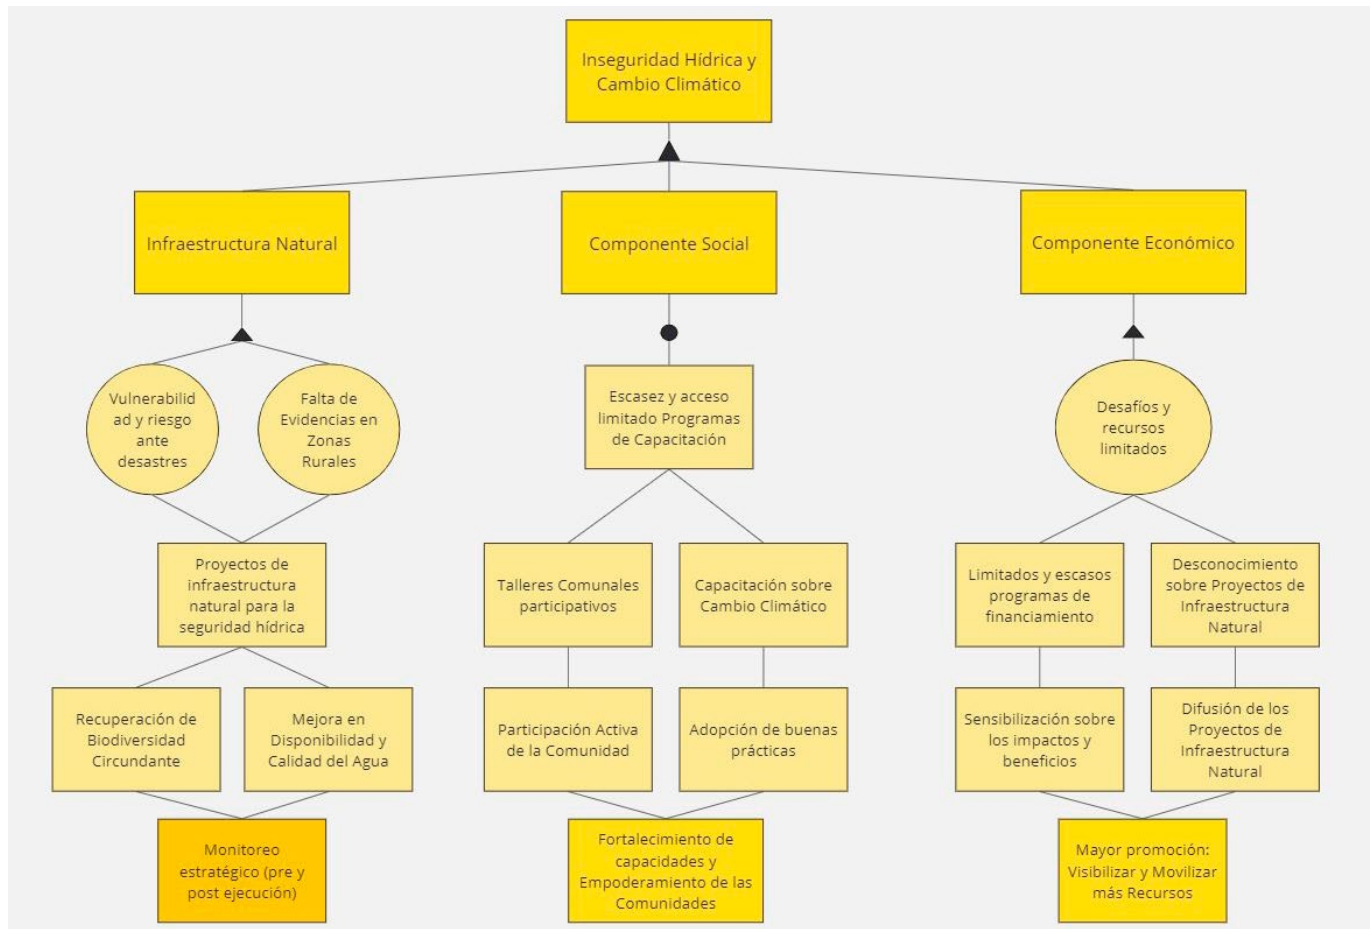 Inseguridad Hídrica y
Cambio Climático
Infraestructura Natural
Componente Social
Componente Económico
Vulnerabilid
ad y riesgo
ante
desastres
Falta de
Evidencias en
Zonas
Rurales
Escasez y acceso
limitado Programas
de Capacitación
Desafíos y
recursos
limitados
Proyectos de
infraestructura
natural para la
seguridad hídrica
Talleres Comunales
participativos
Capacitación sobre
Cambio Climático
Limitados y escasos
programas de
financiamiento
Desconocimiento
sobre Proyectos de
Infraestructura
Natural
Recuperación de
Biodiversidad
Circundante
Mejora en
Disponibilidad y
Calidad del Agua
Participación Activa
de la Comunidad
Adopción de buenas
prácticas
Sensibilización sobre
los impactos y
beneficios
Difusión de los
Proyectos de
Infraestructura
Natural
Monitoreo
estratégico (pre y
post ejecución)
Fortalecimiento de
capacidades y
Empoderamiento de las
Comunidades
Mayor promoción:
Visibilizar y Movilizar
más Recursos